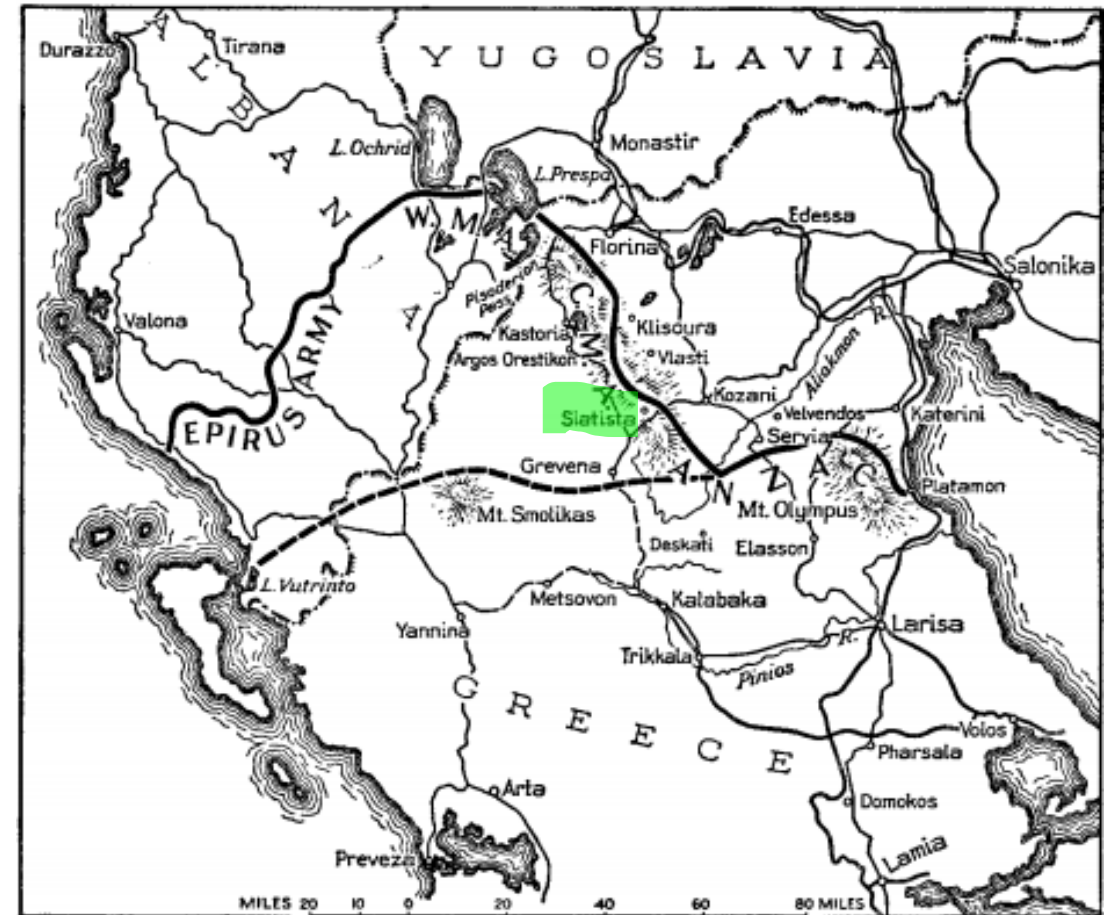 Durazzo
Tirana
ALBANIA
YUGOSLAVIA
L. Ochrid
Monastir
L. Prespa
W. M. A.
Edessa
Florina
Salonika
Pisoderion
Pass
C. M. A.
Valona
EPIRUS ARMY
Kastoria
Klisoura
Argos Orestikon
Vlasti
Aliakmon R.
Kozani
Velvendos
Katerini
Siatista
Servia
Grevena
ANZAC
Platamon
Mt. Smolikas
Mt. Olympus
Deskati
Elasson
L. Vutrinto
Metsovon
Kalabaka
Yannina
Larisa
Trikkala
Pinios R.
GREECE
Volos
Pharsala
Arta
Domokos
Preveza
Lamia
MILES 20 10 0 20 40 60 80 MILES